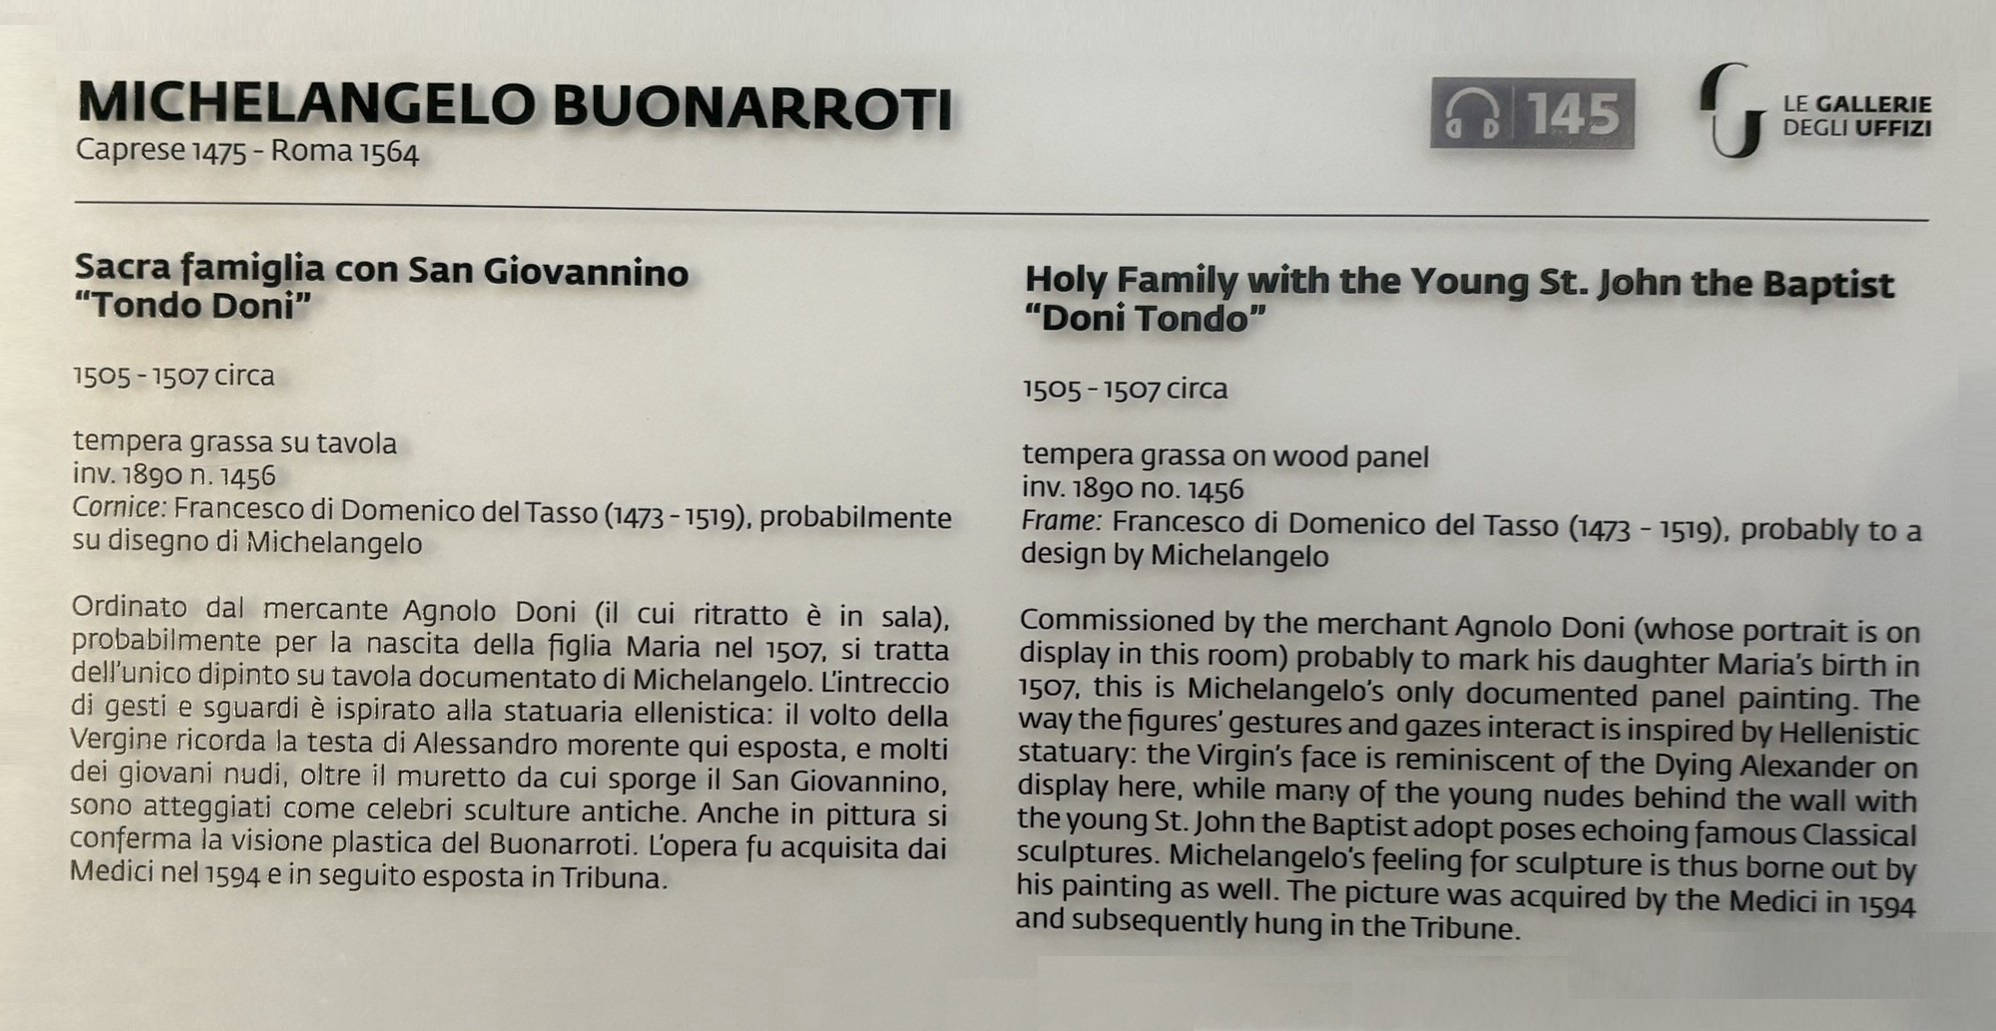 MICHELANGELO BUONARROTI
Caprese 1475 - Roma 1564
145
LE GALLERIE
DEGLI UFFIZI
Sacra famiglia con San Giovannino
“Tondo Doni”
1505 - 1507 circa
tempera grassa su tavola
inv. 1890 n. 1456
Cornice: Francesco di Domenico del Tasso (1473 - 1519), probabilmente
su disegno di Michelangelo
Ordinato dal mercante Agnolo Doni (il cui ritratto è in sala),
probabilmente per la nascita della figlia Maria nel 1507, si tratta
dell’unico dipinto su tavola documentato di Michelangelo. L’intreccio
di gesti e sguardi è ispirato alla statuaria ellenistica: il volto della
Vergine ricorda la testa di Alessandro morente qui esposta, e molti
dei giovani nudi, oltre il muretto da cui sporge il San Giovannino,
sono atteggiati come celebri sculture antiche. Anche in pittura si
conferma la visione plastica del Buonarroti. L’opera fu acquisita dai
Medici nel 1594 e in seguito esposta in Tribuna.
Holy Family with the Young St. John the Baptist
“Doni Tondo”
1505 - 1507 circa
tempera grassa on wood panel
inv. 1890 no. 1456
Frame: Francesco di Domenico del Tasso (1473 - 1519), probably to a
design by Michelangelo
Commissioned by the merchant Agnolo Doni (whose portrait is on
display in this room) probably to mark his daughter Maria’s birth in
1507, this is Michelangelo’s only documented panel painting. The
way the figures’ gestures and gazes interact is inspired by Hellenistic
statuary: the Virgin’s face is reminiscent of the Dying Alexander on
display here, while many of the young nudes behind the wall with
the young St. John the Baptist adopt poses echoing famous Classical
sculptures. Michelangelo’s feeling for sculpture is thus borne out by
his painting as well. The picture was acquired by the Medici in 1594
and subsequently hung in the Tribune.